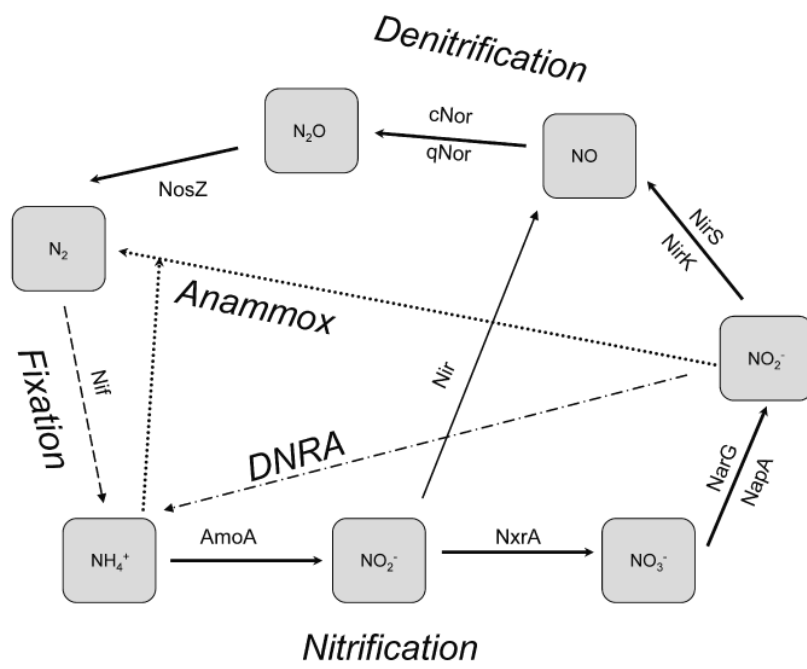 Denitrification
N₂O
cNor
qNor
NO
NosZ
NirS
NirK
N₂
Anammox
NO₂⁻
Fixation
Nif
Nir
DNRA
NarG
NapA
NH₄⁺
AmoA
NO₂⁻
NxrA
NO₃⁻
Nitrification